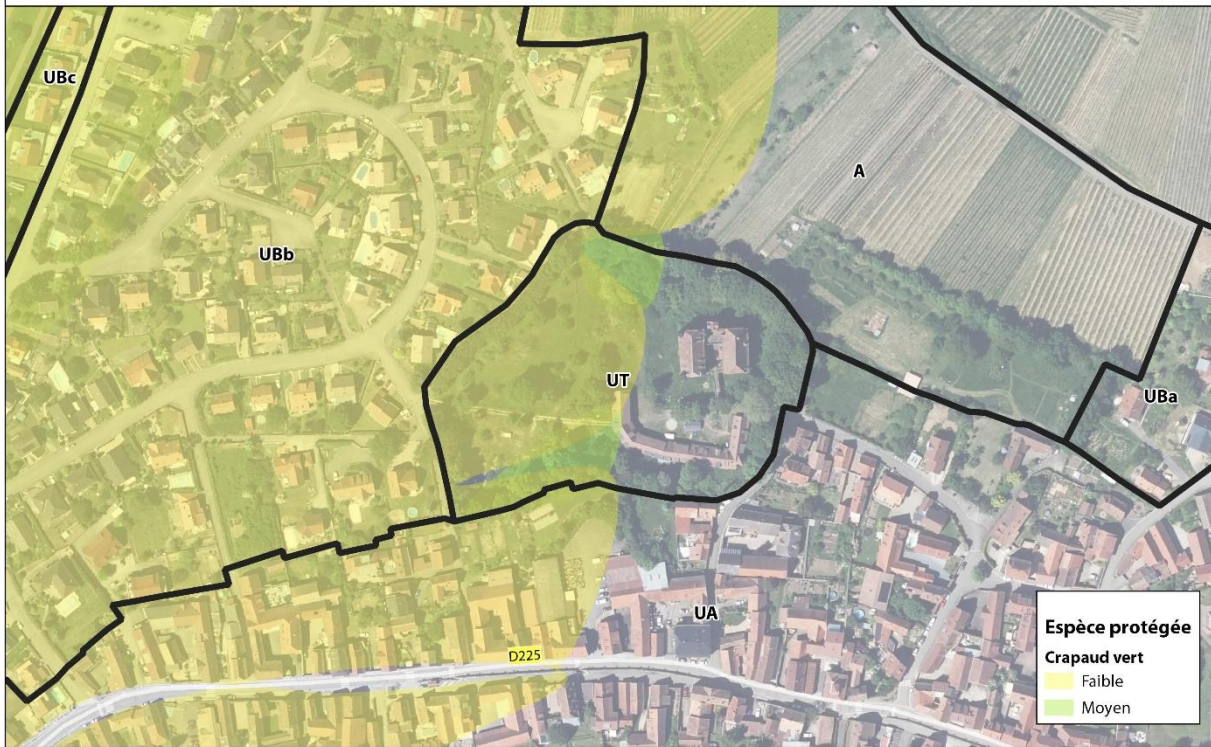 UBc
A
UBb
UT
UBa
UA
D225
Espèce protégée
Crapaud vert
Faible
Moyen